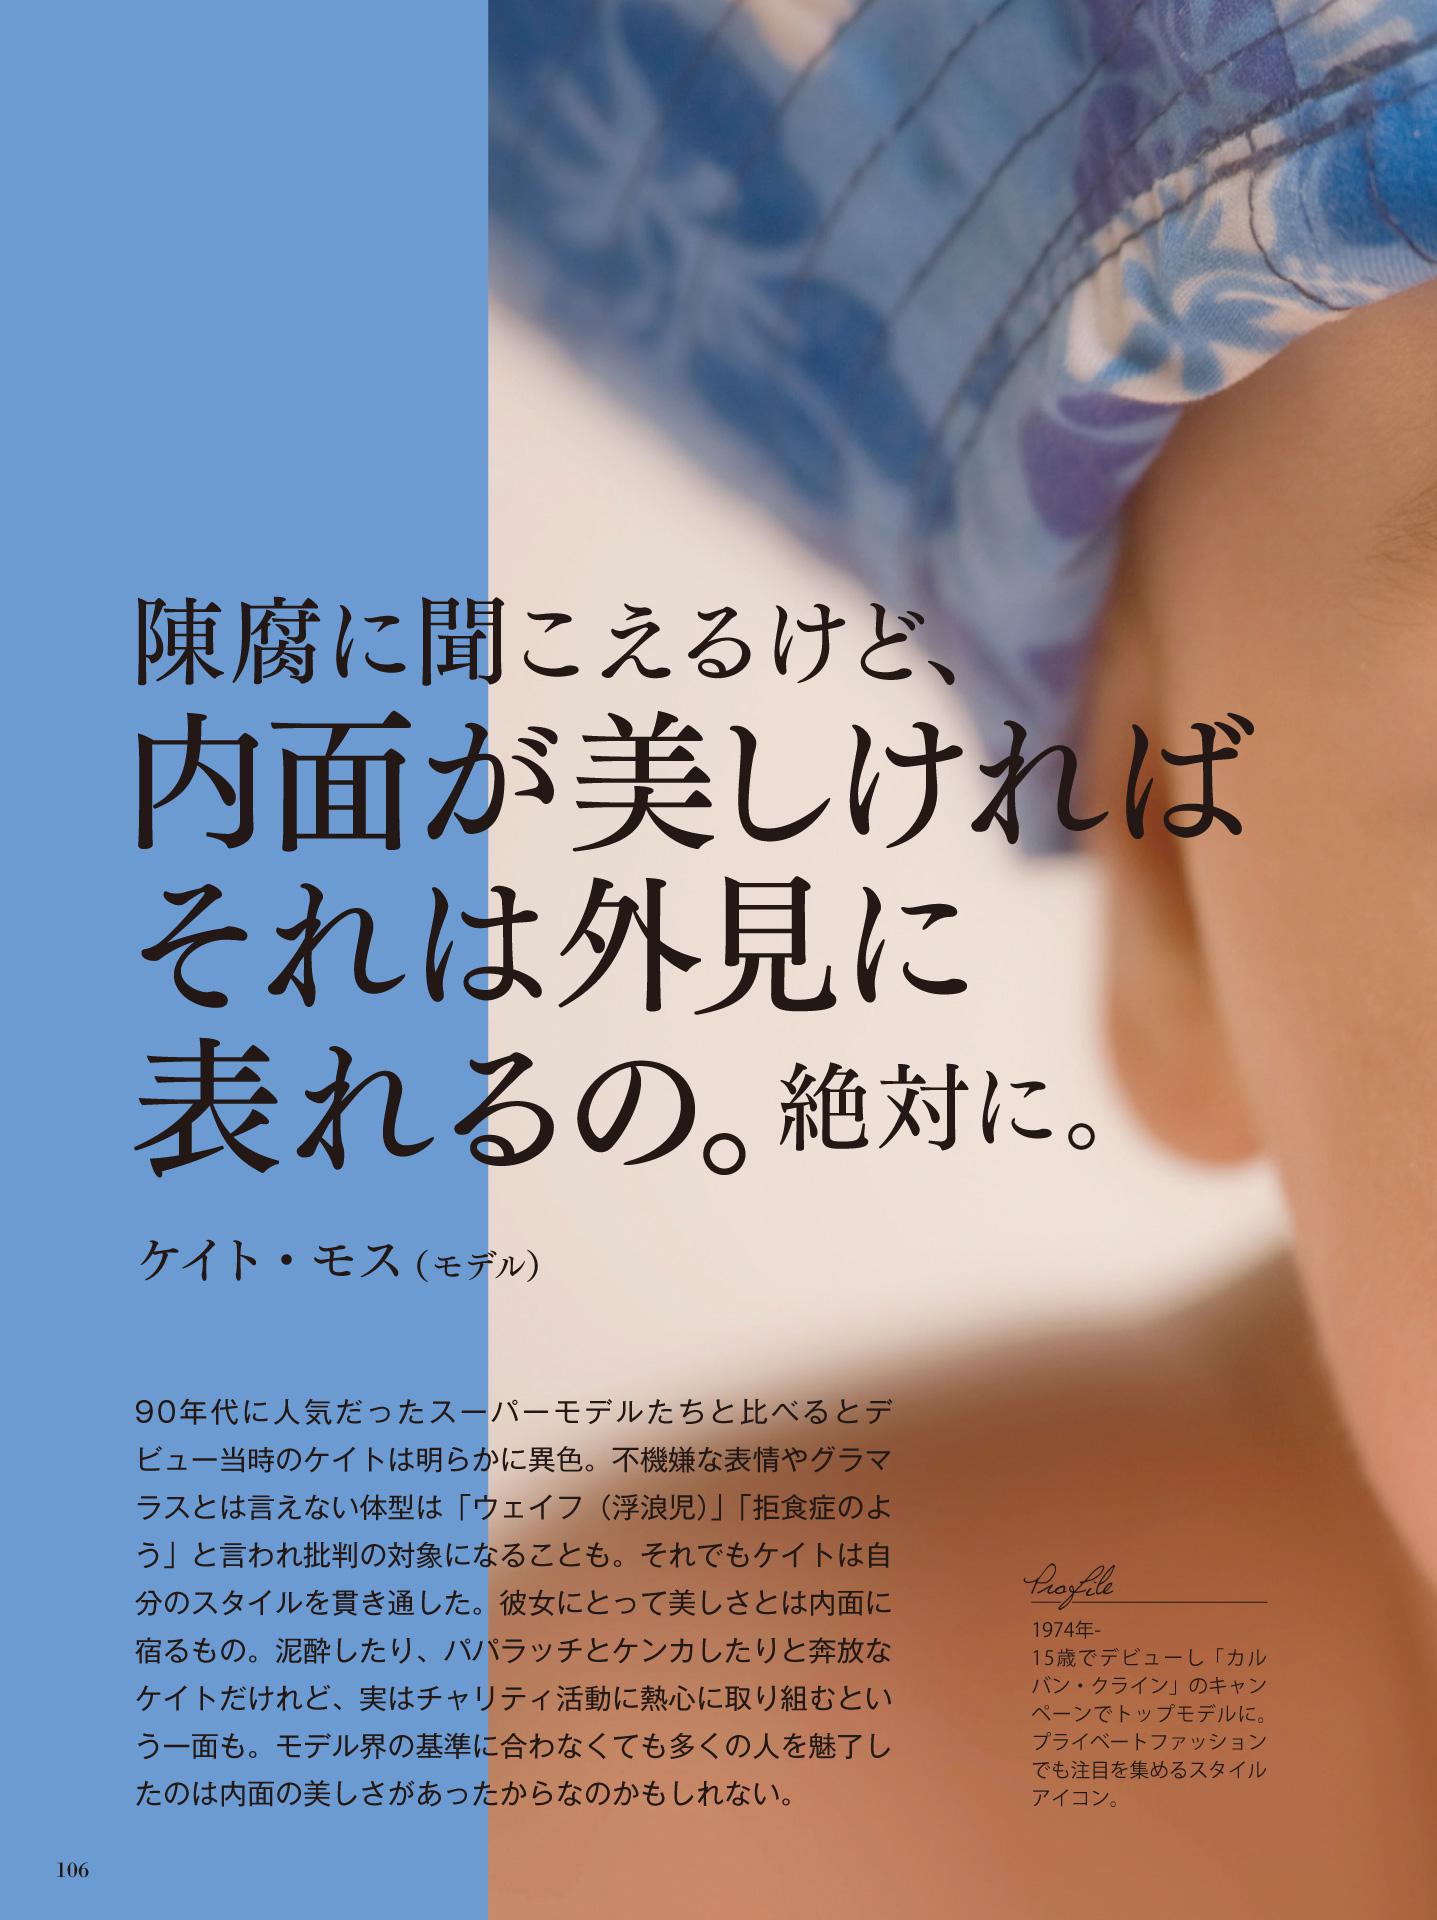 陳腐に聞こえるけど、
内面が美しければ
それは外見に
表れるの。絶対に。
ケイト・モス（モデル）
90年代に人気だったスーパーモデルたちと比べるとデ
ビュー当時のケイトは明らかに異色。不機嫌な表情やグラマ
ラスとは言えない体型は「ウェイフ（浮浪児）」「拒食症のよ
う」と言われ批判の対象になることも。それでもケイトは自
分のスタイルを貫き通した。彼女にとって美しさとは内面に
宿るもの。泥酔したり、パパラッチとケンカしたりと奔放な
ケイトだけれど、実はチャリティ活動に熱心に取り組むとい
う一面も。モデル界の基準に合わなくても多くの人を魅了し
たのは内面の美しさがあったからなのかもしれない。
Profile
1974年-
15歳でデビューし「カル
バン・クライン」のキャン
ペーンでトップモデルに。
プライベートファッション
でも注目を集めるスタイル
アイコン。
106